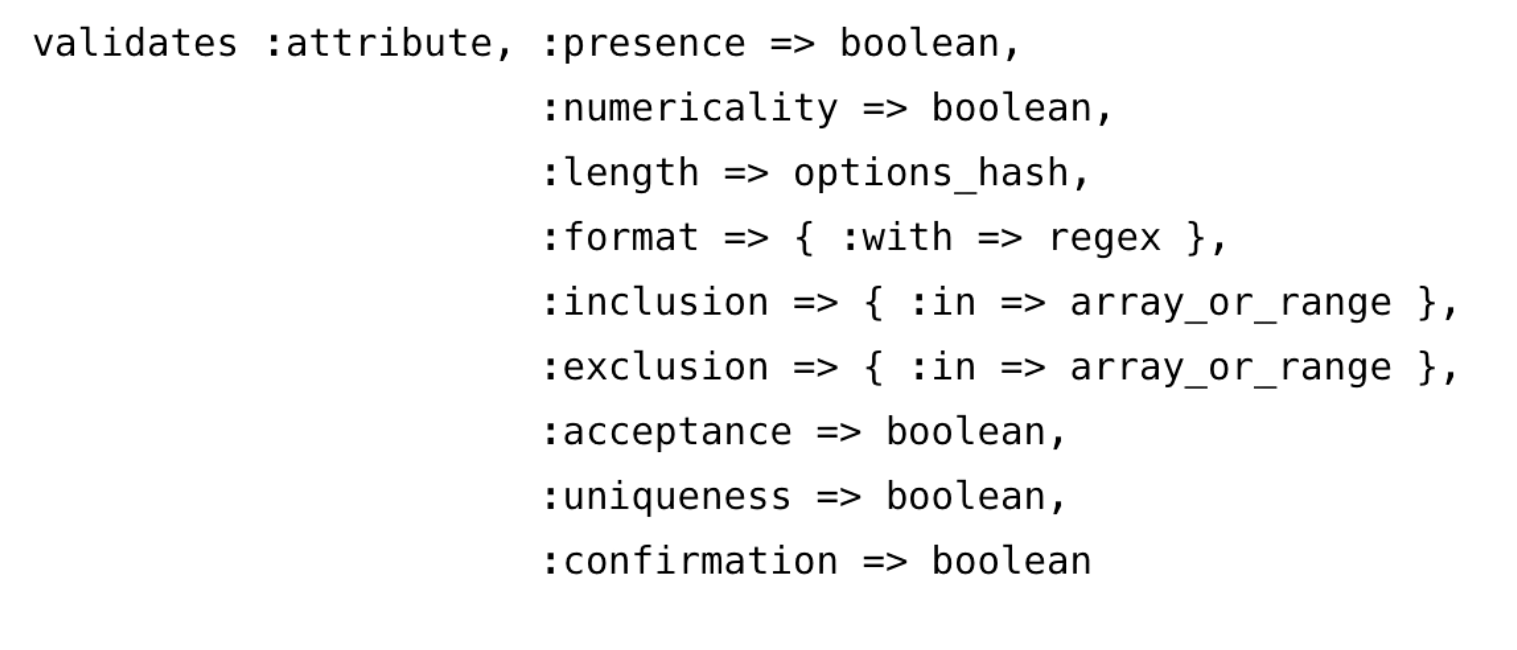 validates :attribute, :presence => boolean,
:numericality => boolean,
:length => options_hash,
:format => { :with => regex },
:inclusion => { :in => array_or_range },
:exclusion => { :in => array_or_range },
:acceptance => boolean,
:uniqueness => boolean,
:confirmation => boolean